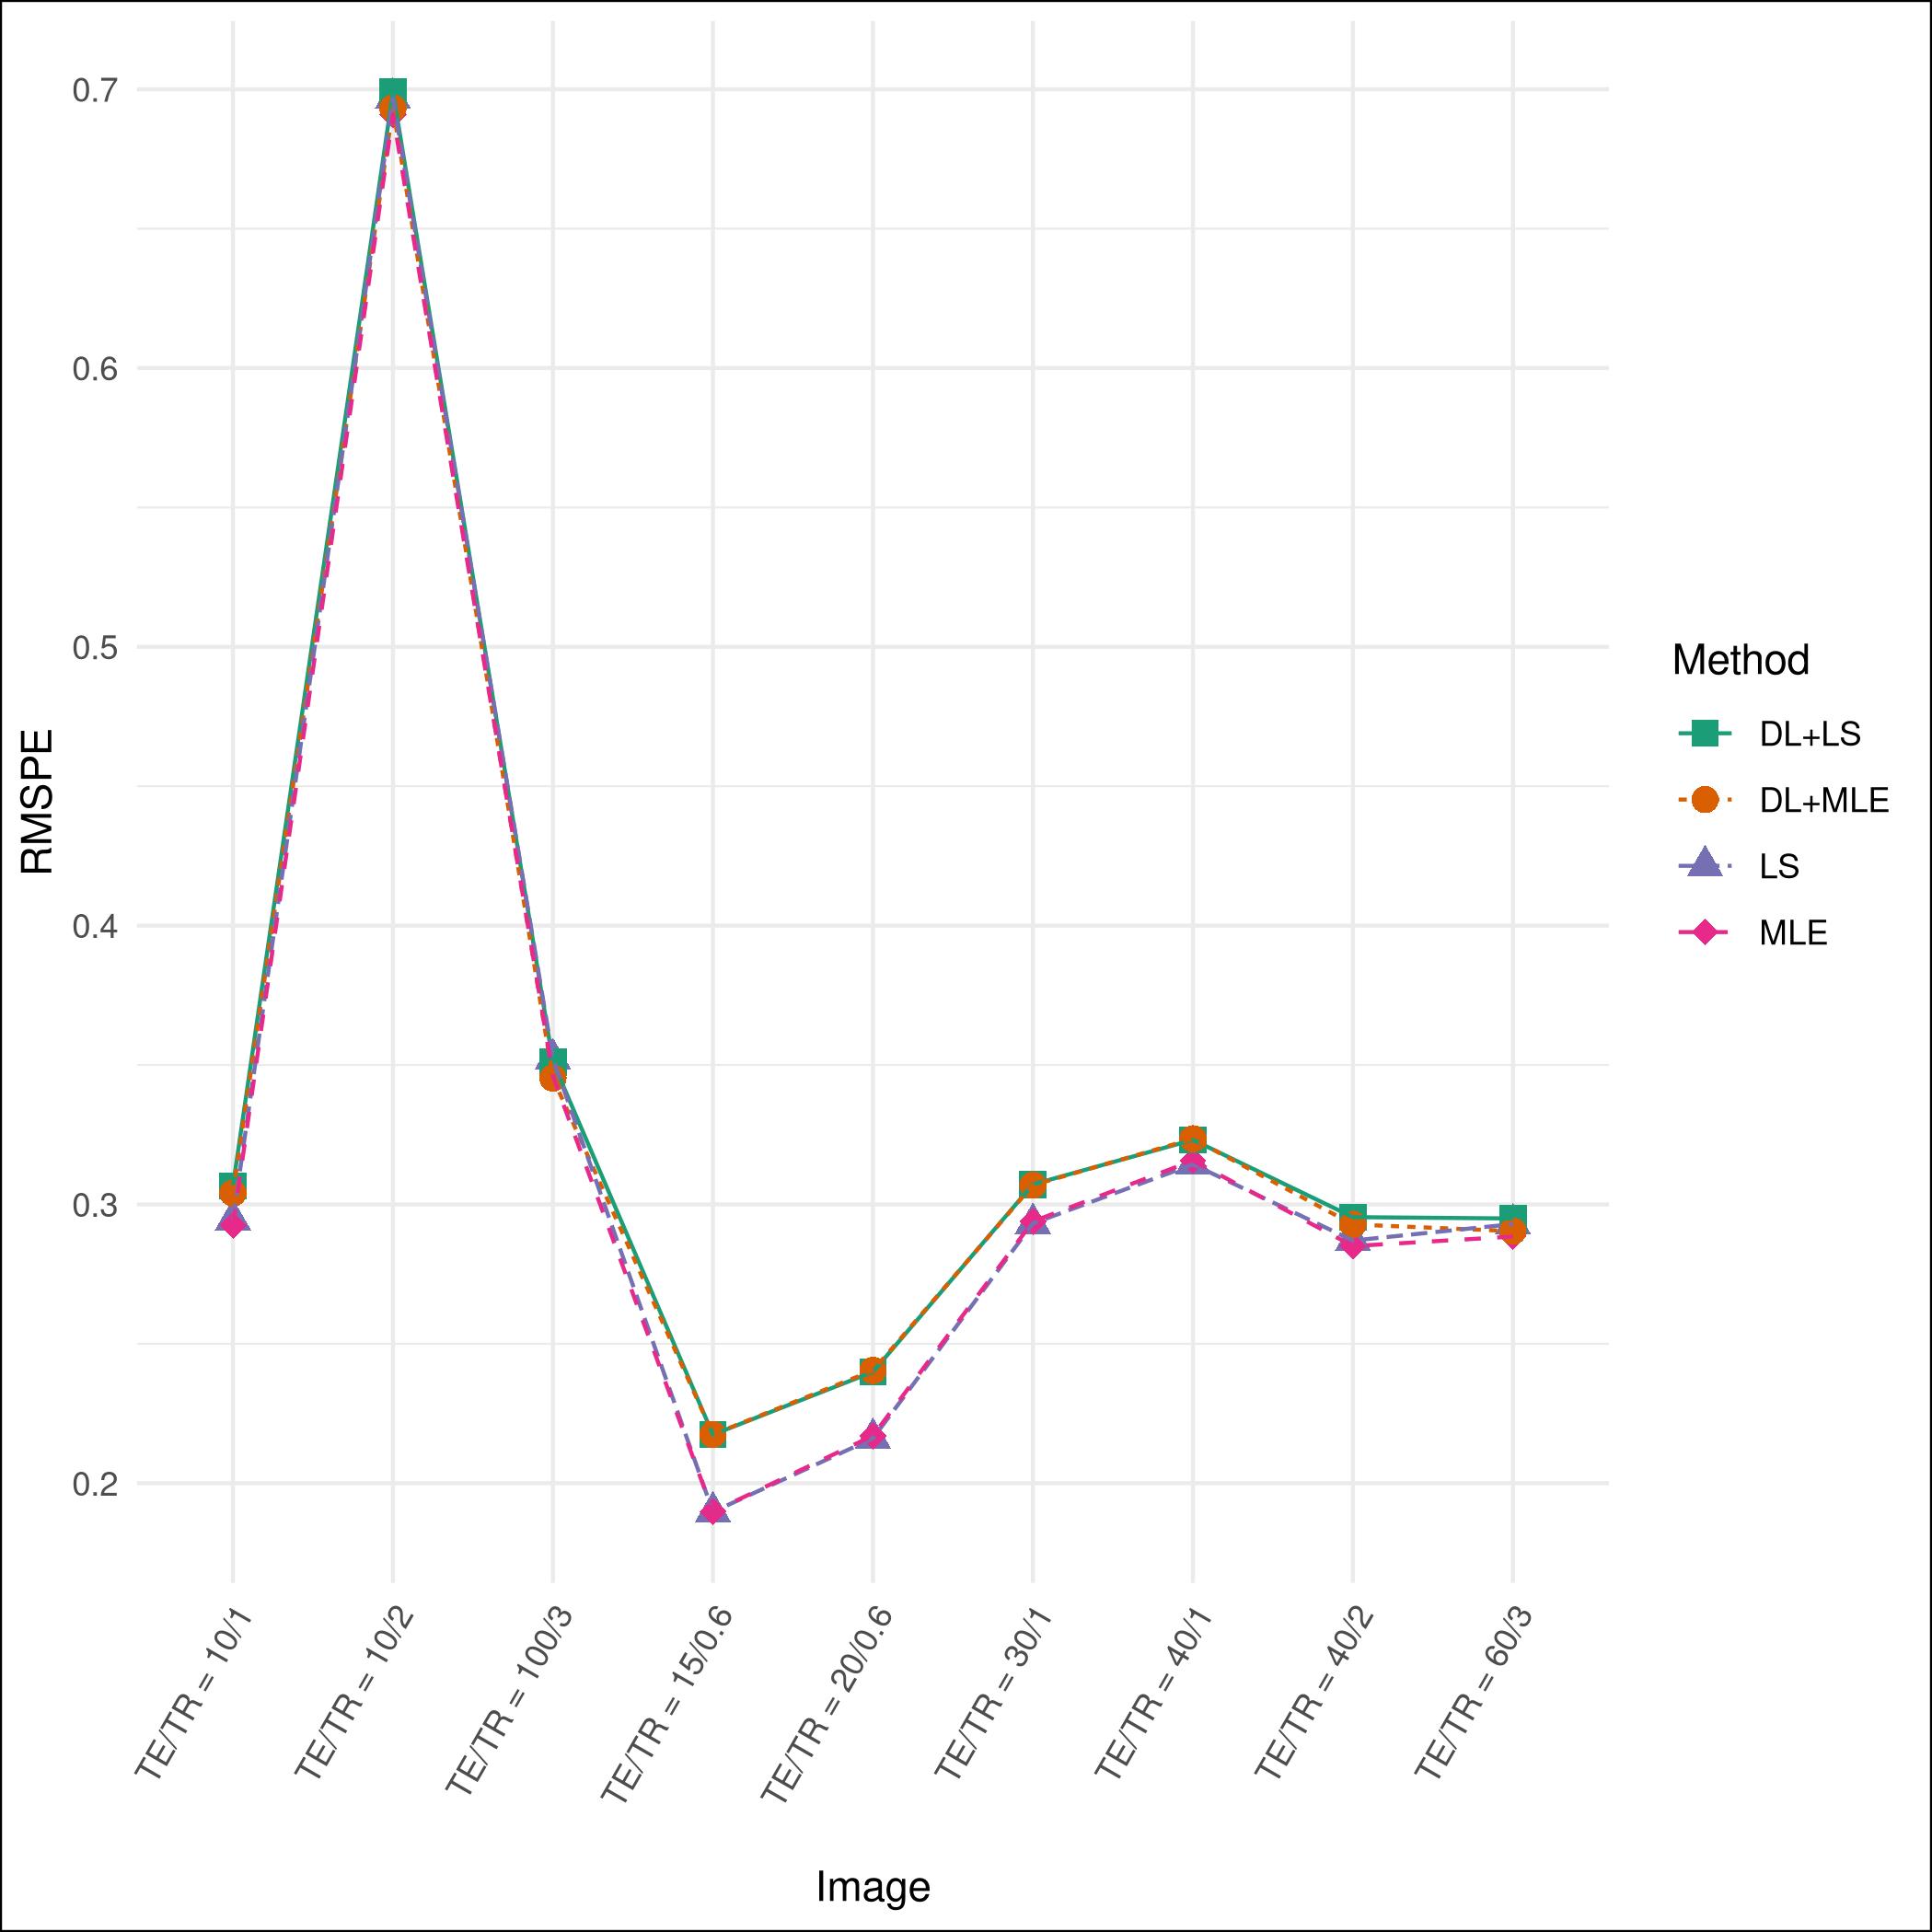 0.7
0.6
0.5
0.4
0.3
0.2
RMSPE
TE/TR = 10/1
TE/TR = 10/2
TE/TR = 100/3
TE/TR = 15/0.6
TE/TR = 20/0.6
TE/TR = 30/1
TE/TR = 40/1
TE/TR = 40/2
TE/TR = 60/3
Image
Method
DL+LS
DL+MLE
LS
MLE